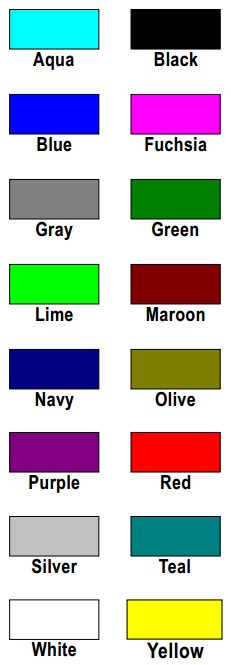 Aqua Black
Blue Fuchsia
Gray Green
Lime Maroon
Navy Olive
Purple Red
Silver Teal
White Yellow